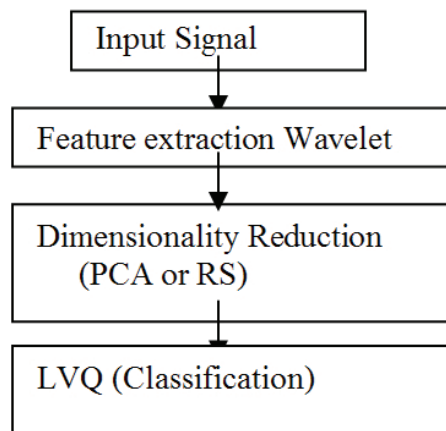 Input Signal
Feature extraction Wavelet
Dimensionality Reduction
(PCA or RS)
LVQ (Classification)